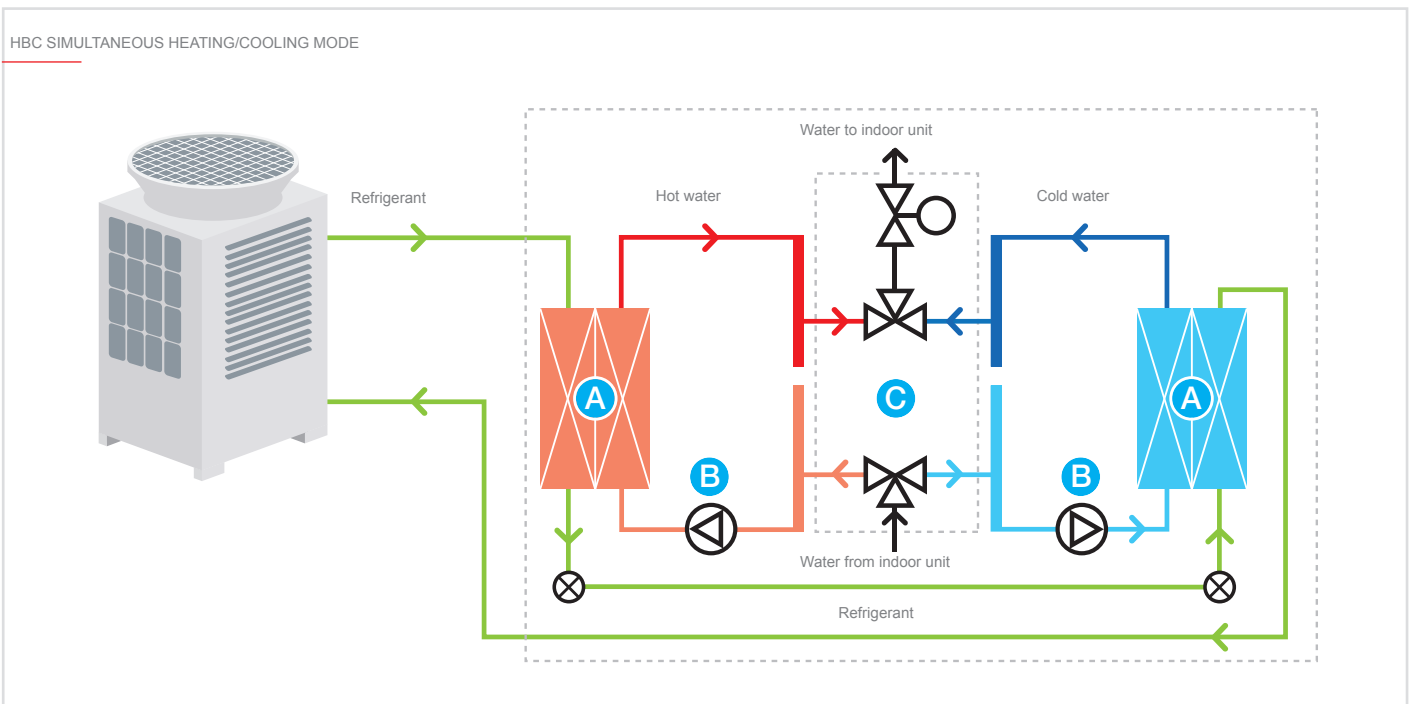 HBC SIMULTANEOUS HEATING/COOLING MODE
Water to indoor unit
Refrigerant
Hot water
Cold water
A
C
A
B
B
Water from indoor unit
Refrigerant